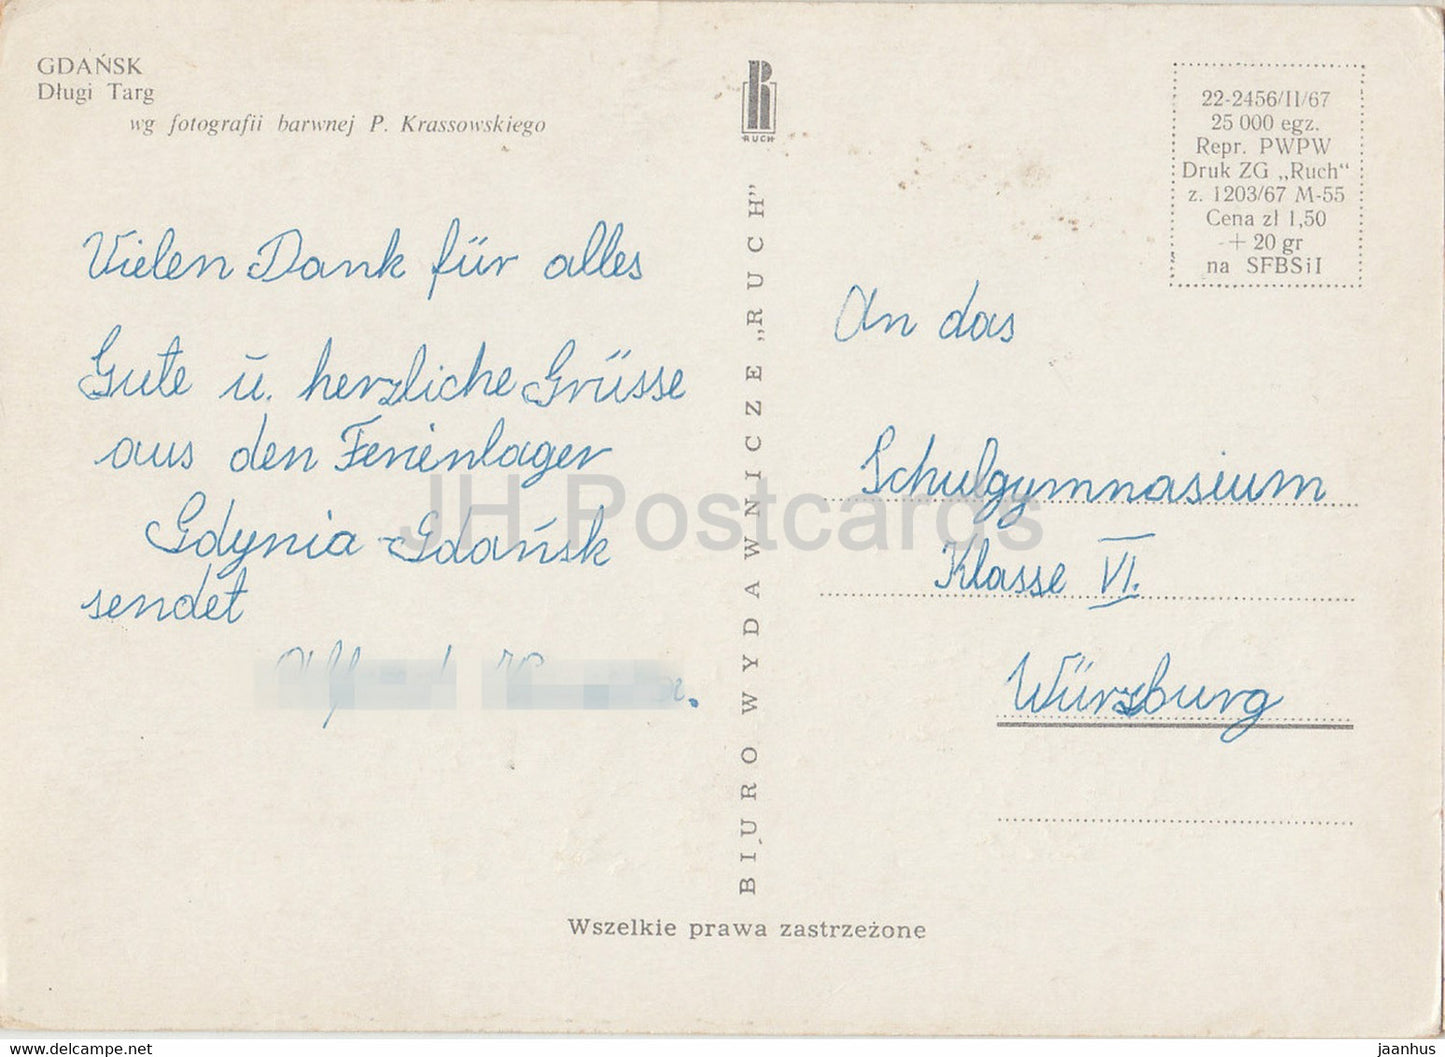 GDAŃSK
Długi Targ
wg fotografii barwnej P. Krassowskiego
Vielen Dank für alles
Gute u. herzliche Grüsse
aus den Ferienlager
Gdynia-Gdańsk
sendet
RUCH
BIURO WYDAWNICZE „RUCH”
22-2456/II/67
25 000 egz.
Repr. PWPW
Druk ZG „Ruch”
z. 1203/67 M-55
Cena zł 1,50
+ 20 gr
na SFBSiI
An das
Schulgymnasium
Klasse VI.
Würzburg
Wszelkie prawa zastrzeżone
JH Postcards
jaanhus